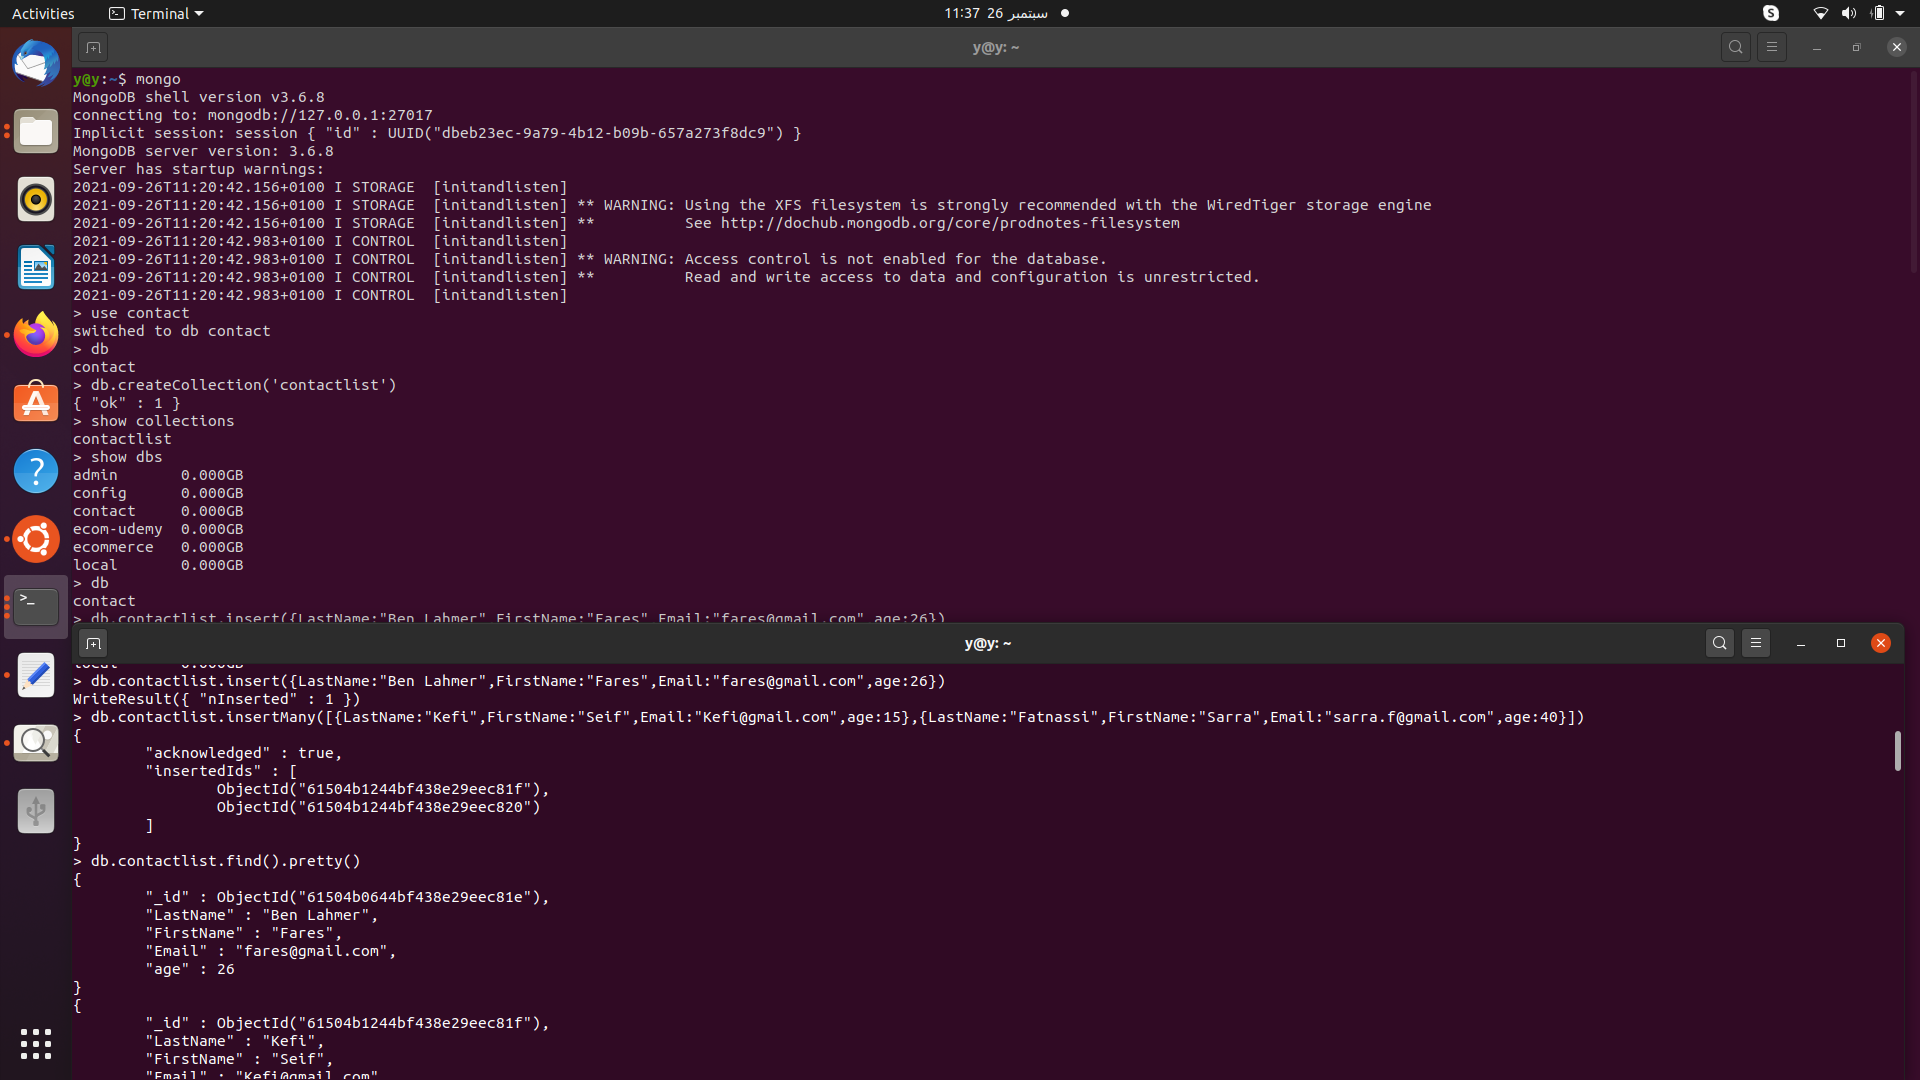 Activities
Terminal
11:37 26 سبتمبر
y@y: ~
y@y:~$ mongo
MongoDB shell version v3.6.8
connecting to: mongodb://127.0.0.1:27017
Implicit session: session { "id" : UUID("dbeb23ec-9a79-4b12-b09b-657a273f8dc9") }
MongoDB server version: 3.6.8
Server has startup warnings:
2021-09-26T11:20:42.156+0100 I STORAGE  [initandlisten]
2021-09-26T11:20:42.156+0100 I STORAGE  [initandlisten] ** WARNING: Using the XFS filesystem is strongly recommended with the WiredTiger storage engine
2021-09-26T11:20:42.156+0100 I STORAGE  [initandlisten] **          See http://dochub.mongodb.org/core/prodnotes-filesystem
2021-09-26T11:20:42.983+0100 I CONTROL  [initandlisten]
2021-09-26T11:20:42.983+0100 I CONTROL  [initandlisten] ** WARNING: Access control is not enabled for the database.
2021-09-26T11:20:42.983+0100 I CONTROL  [initandlisten] **          Read and write access to data and configuration is unrestricted.
2021-09-26T11:20:42.983+0100 I CONTROL  [initandlisten]
> use contact
switched to db contact
> db
contact
> db.createCollection('contactlist')
{ "ok" : 1 }
> show collections
contactlist
> show dbs
admin       0.000GB
config      0.000GB
contact     0.000GB
ecom-udemy  0.000GB
ecommerce   0.000GB
local       0.000GB
> db
contact
> db.contactlist.insert({LastName:"Ben Lahmer",FirstName:"Fares",Email:"fares@gmail.com",age:26})
y@y: ~
local       0.000GB
> db.contactlist.insert({LastName:"Ben Lahmer",FirstName:"Fares",Email:"fares@gmail.com",age:26})
WriteResult({ "nInserted" : 1 })
> db.contactlist.insertMany([{LastName:"Kefi",FirstName:"Seif",Email:"Kefi@gmail.com",age:15},{LastName:"Fatnassi",FirstName:"Sarra",Email:"sarra.f@gmail.com",age:40}])
{
        "acknowledged" : true,
        "insertedIds" : [
                ObjectId("61504b1244bf438e29eec81f"),
                ObjectId("61504b1244bf438e29eec820")
        ]
}
> db.contactlist.find().pretty()
{
        "_id" : ObjectId("61504b0644bf438e29eec81e"),
        "LastName" : "Ben Lahmer",
        "FirstName" : "Fares",
        "Email" : "fares@gmail.com",
        "age" : 26
}
{
        "_id" : ObjectId("61504b1244bf438e29eec81f"),
        "LastName" : "Kefi",
        "FirstName" : "Seif",
        "Email" : "Kefi@gmail.com"